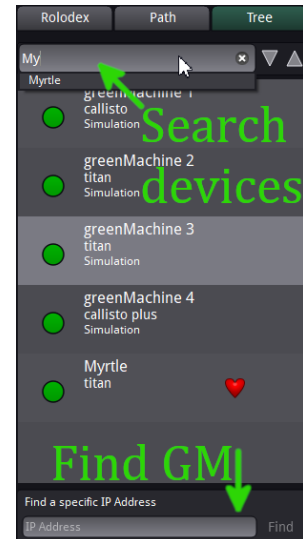 Rolodex Path Tree
My
Myrtle
greenMachine 1
callisto
Simulation
Search
devices
greenMachine 2
titan
Simulation
greenMachine 3
titan
Simulation
greenMachine 4
callisto plus
Simulation
Myrtle
titan
Find GM
Find a specific IP Address
IP Address Find